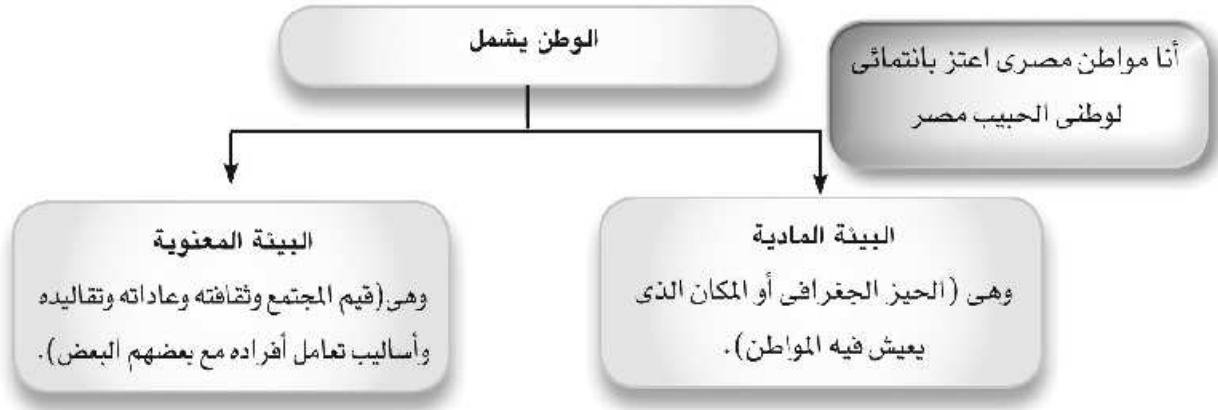 الوطن يشمل
أنا مواطن مصرى اعتز بانتمائى
لوطنى الحبيب مصر
البيئة المادية
وهى (الحيز الجغرافى أو المكان الذى
يعيش فيه المواطن).
البيئة المعنوية
وهى (قيم المجتمع وثقافته وعاداته وتقاليده
وأساليب تعامل أفراده مع بعضهم البعض).